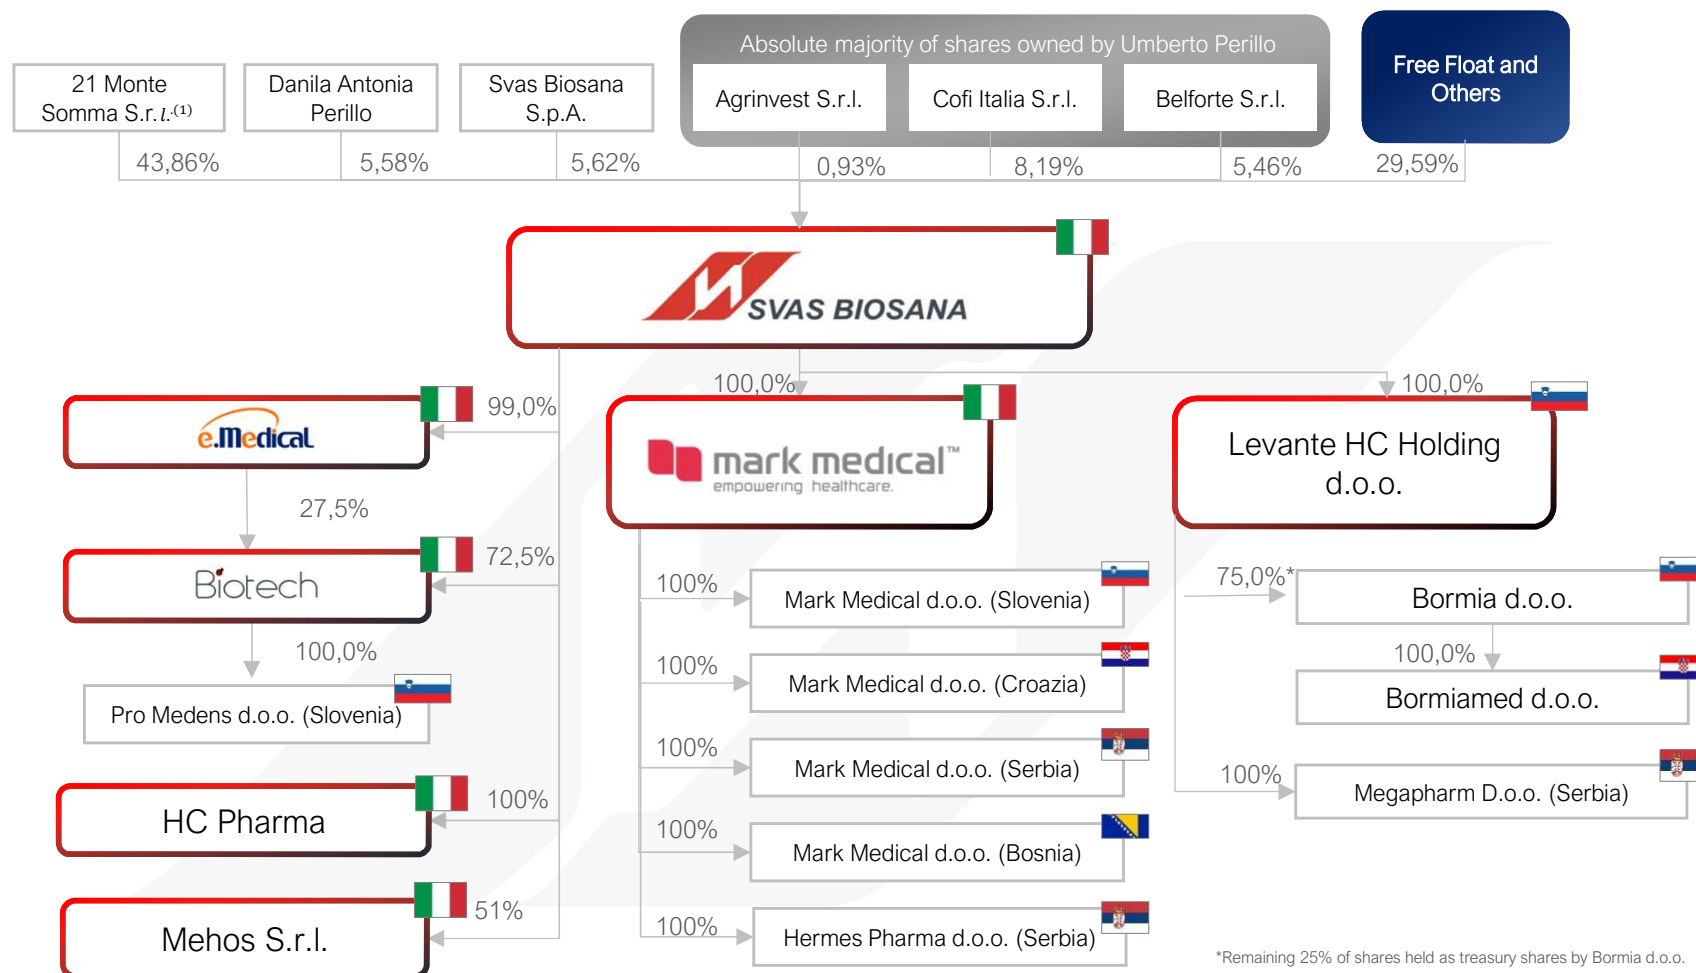 Absolute majority of shares owned by Umberto Perillo
21 Monte
Somma S.r.l.(1)
Danila Antonia
Perillo
Svas Biosana
S.p.A.
Agrinvest S.r.l.
Cofi Italia S.r.l.
Belforte S.r.l.
Free Float and
Others
43,86%
5,58%
5,62%
0,93%
8,19%
5,46%
29,59%
SVAS BIOSANA
99,0%
100,0%
100,0%
e.Medical
mark medical™
empowering healthcare.
Levante HC Holding
d.o.o.
27,5%
72,5%
Biotech
100,0%
Pro Medens d.o.o. (Slovenia)
100%
HC Pharma
51%
Mehos S.r.l.
100%
Mark Medical d.o.o. (Slovenia)
100%
Mark Medical d.o.o. (Croazia)
100%
Mark Medical d.o.o. (Serbia)
100%
Mark Medical d.o.o. (Bosnia)
100%
Hermes Pharma d.o.o. (Serbia)
75,0%*
Bormia d.o.o.
100,0%
Bormiamed d.o.o.
100%
Megapharm D.o.o. (Serbia)
*Remaining 25% of shares held as treasury shares by Bormia d.o.o.